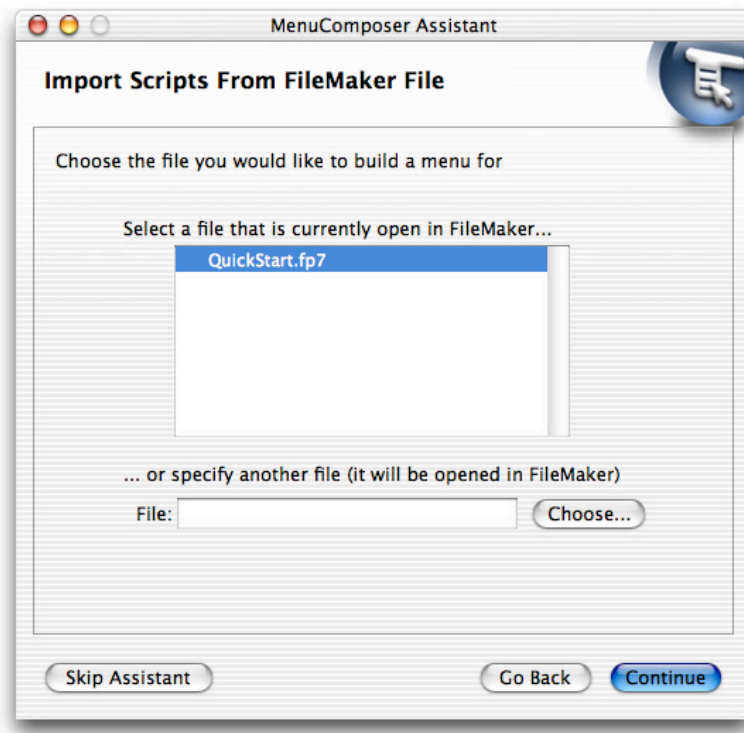 MenuComposer Assistant
Import Scripts From FileMaker File
Choose the file you would like to build a menu for
Select a file that is currently open in FileMaker...
QuickStart.fp7
... or specify another file (it will be opened in FileMaker)
File: Choose...
Skip Assistant Go Back Continue